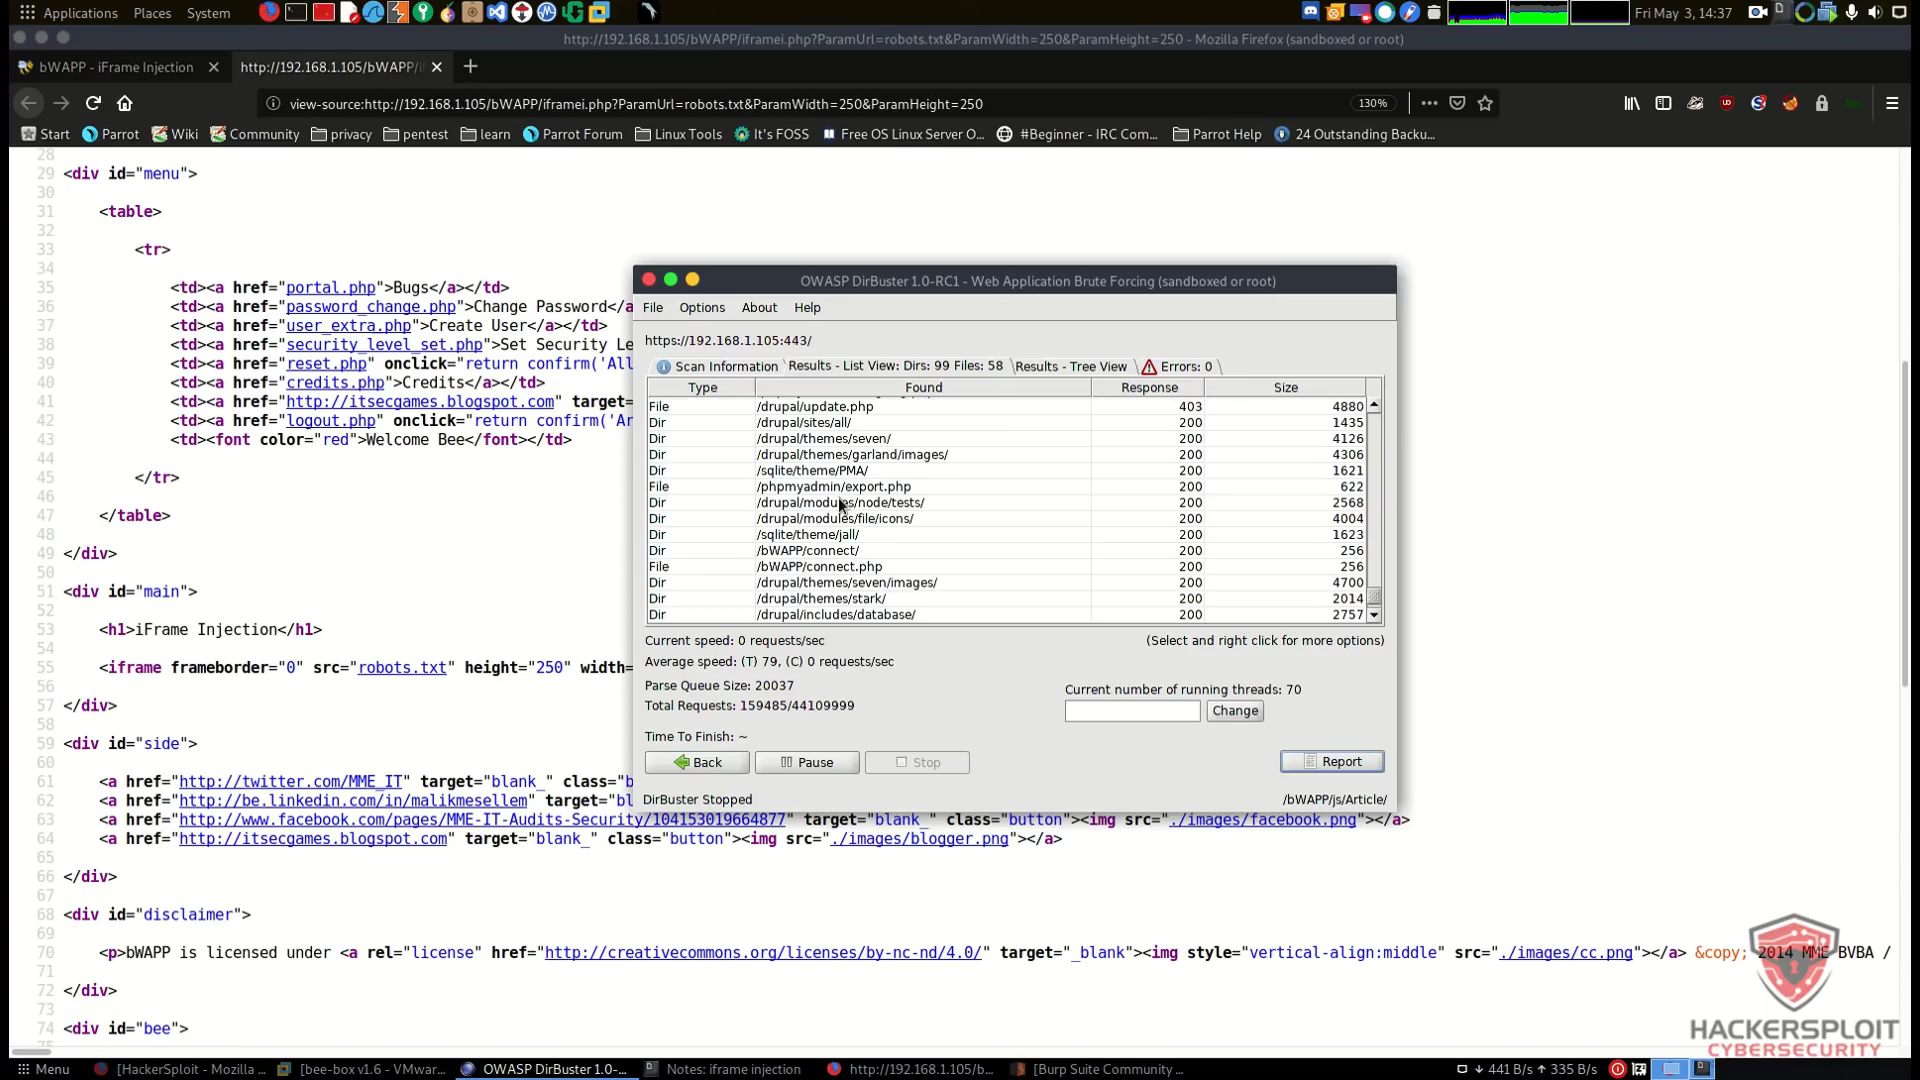 Applications Places System Fri May 3, 14:37
http://192.168.1.105/bWAPP/iframei.php?ParamUrl=robots.txt&ParamWidth=250&ParamHeight=250 - Mozilla Firefox (sandboxed or root)
bWAPP - iFrame Injection http://192.168.1.105/bWAPP/i
view-source:http://192.168.1.105/bWAPP/iframei.php?ParamUrl=robots.txt&ParamWidth=250&ParamHeight=250 130%
Start Parrot Wiki Community privacy pentest learn Parrot Forum Linux Tools It's FOSS Free OS Linux Server O... #Beginner - IRC Com... Parrot Help 24 Outstanding Backu...
28
29 <div id="menu">
30
31 <table>
32
33 <tr>
34
35 <td><a href="portal.php">Bugs</a></td>
36 <td><a href="password_change.php">Change Password</a
37 <td><a href="user_extra.php">Create User</a></td>
38 <td><a href="security_level_set.php">Set Security Le
39 <td><a href="reset.php" onclick="return confirm('All
40 <td><a href="credits.php">Credits</a></td>
41 <td><a href="http://itsecgames.blogspot.com" target=
42 <td><a href="logout.php" onclick="return confirm('Ar
43 <td><font color="red">Welcome Bee</font></td>
44
45 </tr>
46
47 </table>
48
49 </div>
50
51 <div id="main">
52
53 <h1>iFrame Injection</h1>
54
55 <iframe frameborder="0" src="robots.txt" height="250" width=
56
57 </div>
58
59 <div id="side">
60
61 <a href="http://twitter.com/MME_IT" target="blank_" class="b
62 <a href="http://be.linkedin.com/in/malikmesellem" target="bl
63 <a href="http://www.facebook.com/pages/MME-IT-Audits-Security/104153019664877" target="blank_" class="button"><img src="./images/facebook.png"></a>
64 <a href="http://itsecgames.blogspot.com" target="blank_" class="button"><img src="./images/blogger.png"></a>
65
66 </div>
67
68 <div id="disclaimer">
69
70 <p>bWAPP is licensed under <a rel="license" href="http://creativecommons.org/licenses/by-nc-nd/4.0/" target="_blank"><img style="vertical-align:middle" src="./images/cc.png"></a> &copy; 2014 MME BVBA /
71
72 </div>
73
74 <div id="bee">
OWASP DirBuster 1.0-RC1 - Web Application Brute Forcing (sandboxed or root)
File Options About Help
https://192.168.1.105:443/
Scan Information Results - List View: Dirs: 99 Files: 58 Results - Tree View Errors: 0
Type Found Response Size
File /drupal/update.php 403 4880
Dir /drupal/sites/all/ 200 1435
Dir /drupal/themes/seven/ 200 4126
Dir /drupal/themes/garland/images/ 200 4306
Dir /sqlite/theme/PMA/ 200 1621
File /phpmyadmin/export.php 200 622
Dir /drupal/modules/node/tests/ 200 2568
Dir /drupal/modules/file/icons/ 200 4004
Dir /sqlite/theme/jall/ 200 1623
Dir /bWAPP/connect/ 200 256
File /bWAPP/connect.php 200 256
Dir /drupal/themes/seven/images/ 200 4700
Dir /drupal/themes/stark/ 200 2014
Dir /drupal/includes/database/ 200 2757
Current speed: 0 requests/sec (Select and right click for more options)
Average speed: (T) 79, (C) 0 requests/sec
Parse Queue Size: 20037 Current number of running threads: 70
Total Requests: 159485/44109999 Change
Time To Finish: ~
Back Pause Stop Report
DirBuster Stopped /bWAPP/js/Article/
HACKERSPLOIT
CYBERSECURITY
Menu [HackerSploit - Mozilla ... [bee-box v1.6 - VMwar... OWASP DirBuster 1.0-... Notes: iframe injection http://192.168.1.105/b... [Burp Suite Community ... 441 B/s 335 B/s